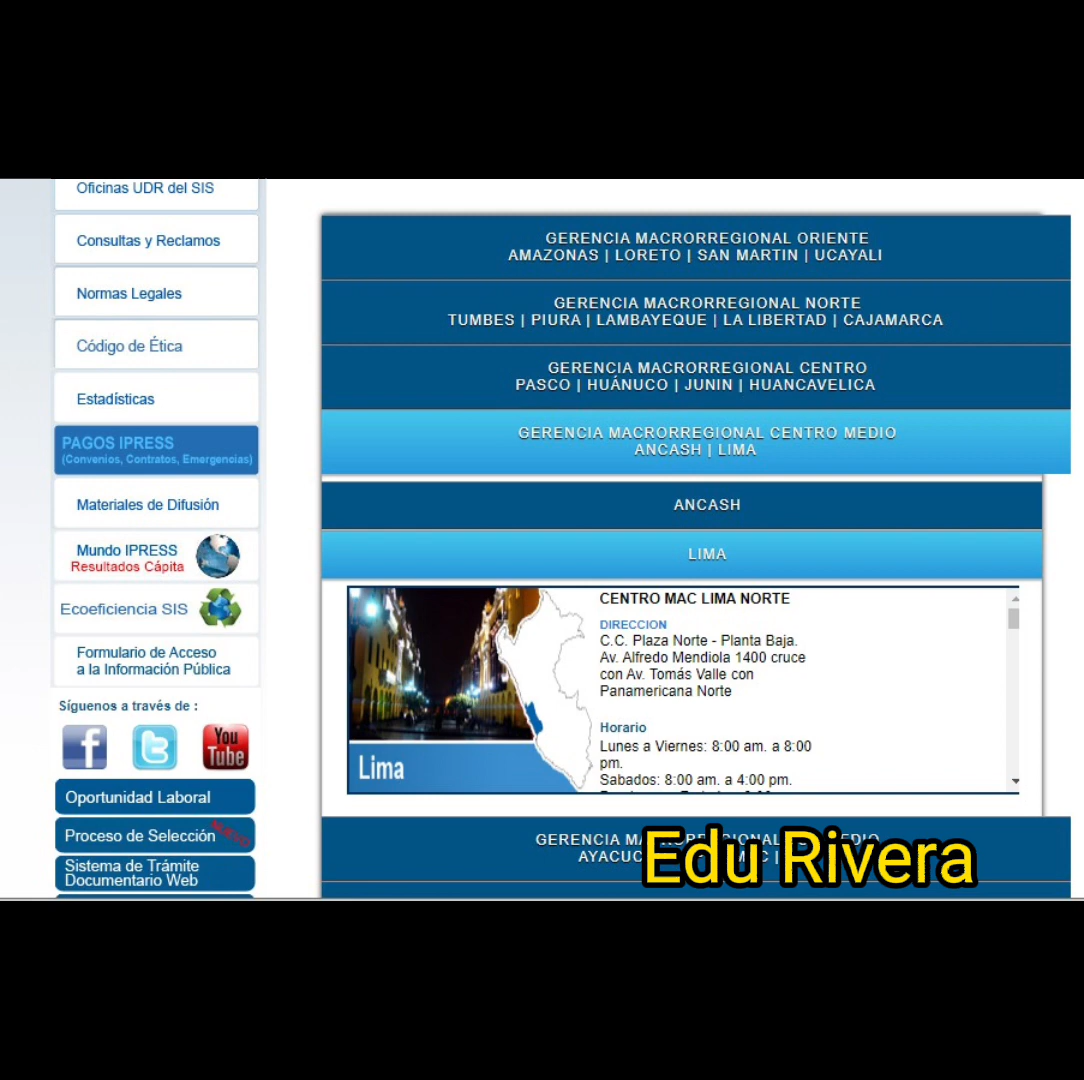 Oficinas UDR del SIS
Consultas y Reclamos
Normas Legales
Código de Ética
Estadísticas
PAGOS IPRESS
(Convenios, Contratos, Emergencias)
Materiales de Difusión
Mundo IPRESS
Resultados Cápita
Ecoeficiencia SIS
Formulario de Acceso
a la Información Pública
Síguenos a través de :
You
Tube
Oportunidad Laboral
Proceso de Selección
NUEVO
Sistema de Trámite
Documentario Web
GERENCIA MACRORREGIONAL ORIENTE
AMAZONAS | LORETO | SAN MARTIN | UCAYALI
GERENCIA MACRORREGIONAL NORTE
TUMBES | PIURA | LAMBAYEQUE | LA LIBERTAD | CAJAMARCA
GERENCIA MACRORREGIONAL CENTRO
PASCO | HUÁNUCO | JUNIN | HUANCAVELICA
GERENCIA MACRORREGIONAL CENTRO MEDIO
ANCASH | LIMA
ANCASH
LIMA
Lima
CENTRO MAC LIMA NORTE
DIRECCION
C.C. Plaza Norte - Planta Baja.
Av. Alfredo Mendiola 1400 cruce
con Av. Tomás Valle con
Panamericana Norte
Horario
Lunes a Viernes: 8:00 am. a 8:00
pm.
Sabados: 8:00 am. a 4:00 pm.
GERENCIA
Edu Rivera